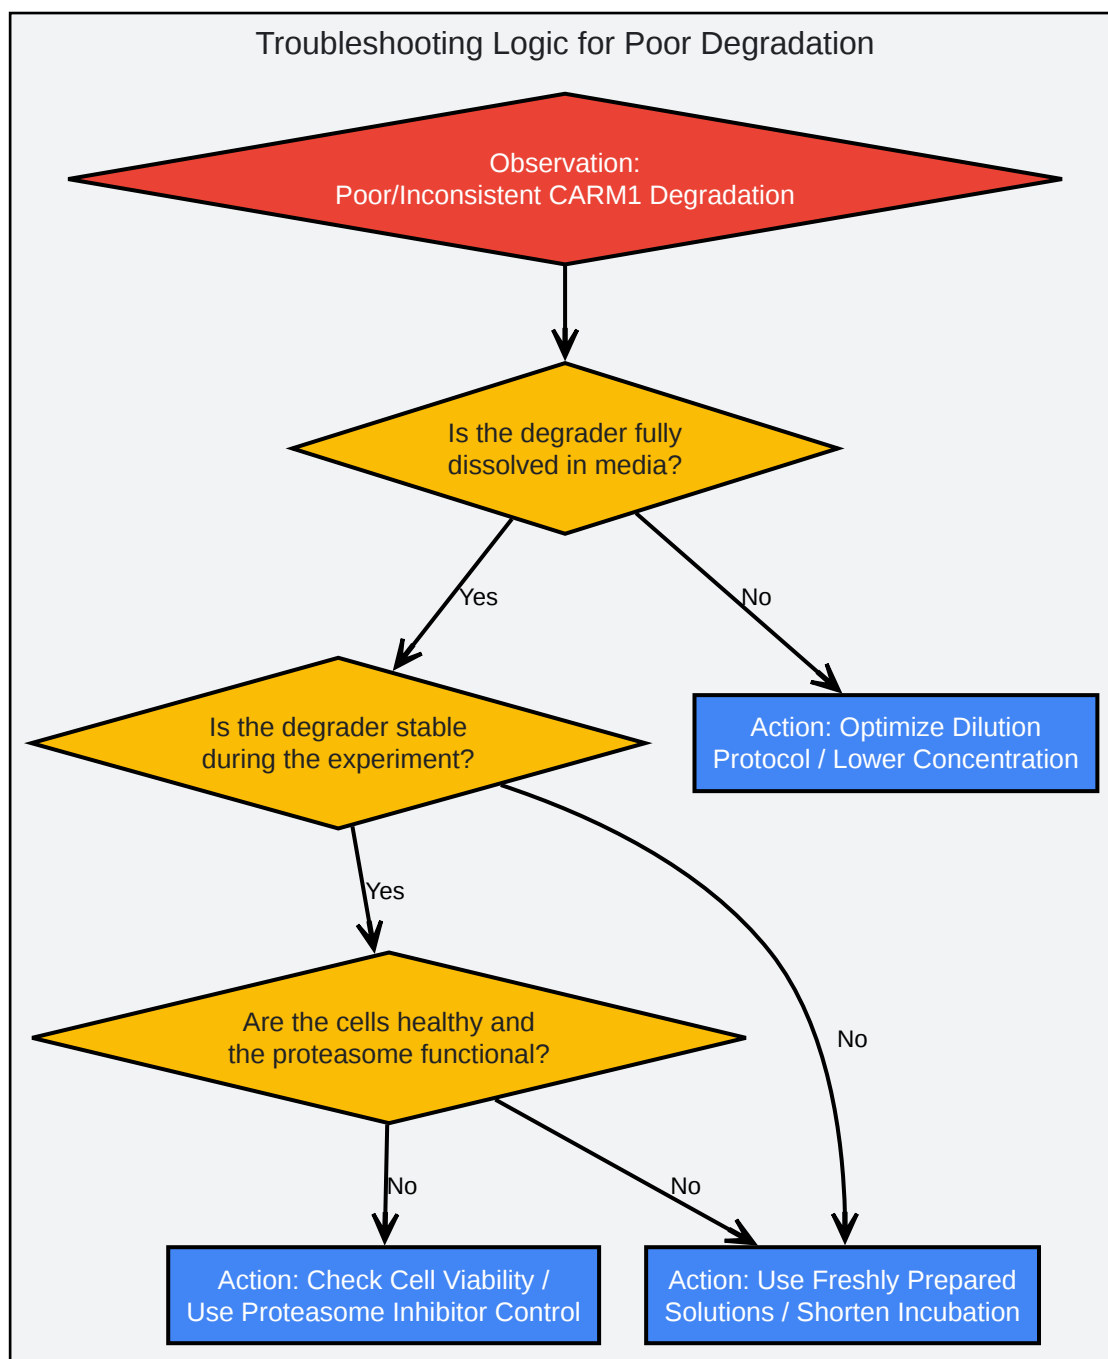 Troubleshooting Logic for Poor Degradation
Observation:
Poor/Inconsistent CARM1 Degradation
Is the degrader fully
dissolved in media?
Yes
No
Is the degrader stable
during the experiment?
Action: Optimize Dilution
Protocol / Lower Concentration
Yes
Are the cells healthy and
the proteasome functional?
No
No
No
Action: Check Cell Viability /
Use Proteasome Inhibitor Control
Action: Use Freshly Prepared
Solutions / Shorten Incubation